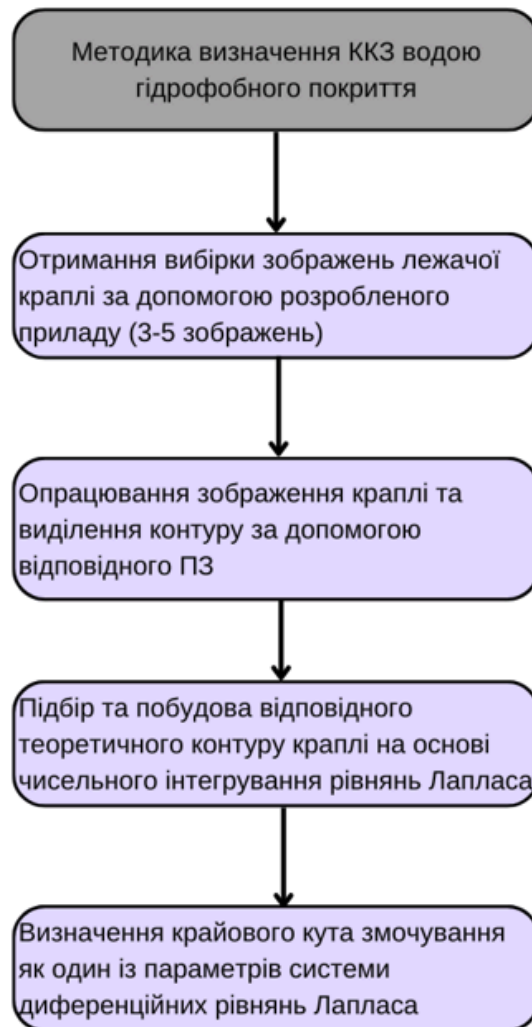 Методика визначення ККЗ водою
гідрофобного покриття
Отримання вибірки зображень лежачої
краплі за допомогою розробленого
приладу (3-5 зображень)
Опрацювання зображення краплі та
виділення контуру за допомогою
відповідного ПЗ
Підбір та побудова відповідного
теоретичного контуру краплі на основі
чисельного інтегрування рівнянь Лапласа
Визначення крайового кута змочування
як один із параметрів системи
диференційних рівнянь Лапласа